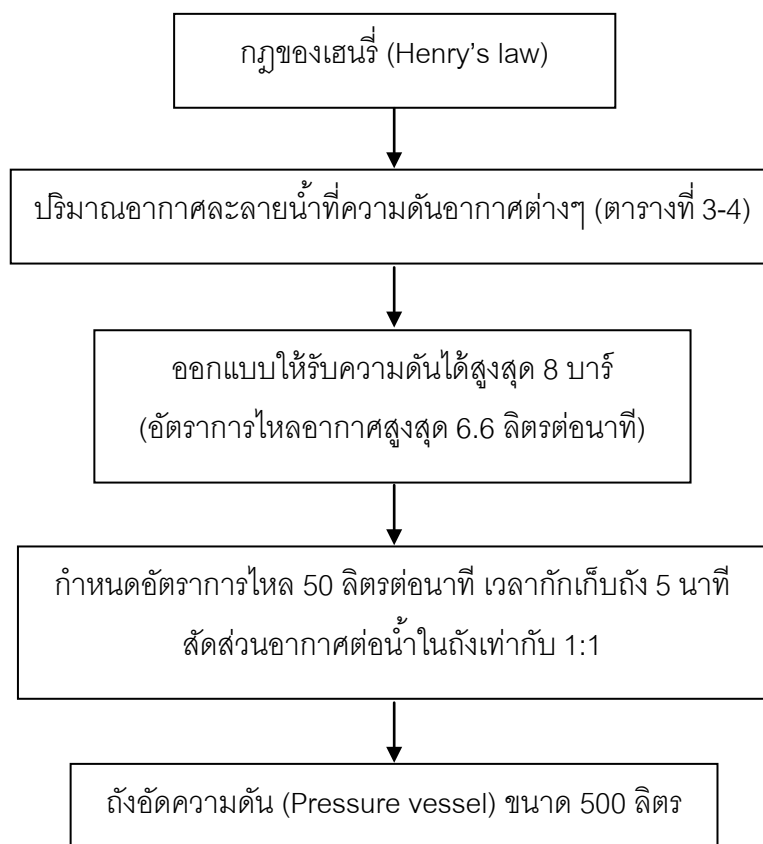 กฎของเฮนรี่ (Henry’s law)
ปริมาณอากาศละลายน้ำที่ความดันอากาศต่างๆ (ตารางที่ 3-4)
ออกแบบให้รับความดันได้สูงสุด 8 บาร์
(อัตราการไหลอากาศสูงสุด 6.6 ลิตรต่อนาที)
กำหนดอัตราการไหล 50 ลิตรต่อนาที เวลากักเก็บถัง 5 นาที
สัดส่วนอากาศต่อน้ำในถังเท่ากับ 1:1
ถังอัดความดัน (Pressure vessel) ขนาด 500 ลิตร